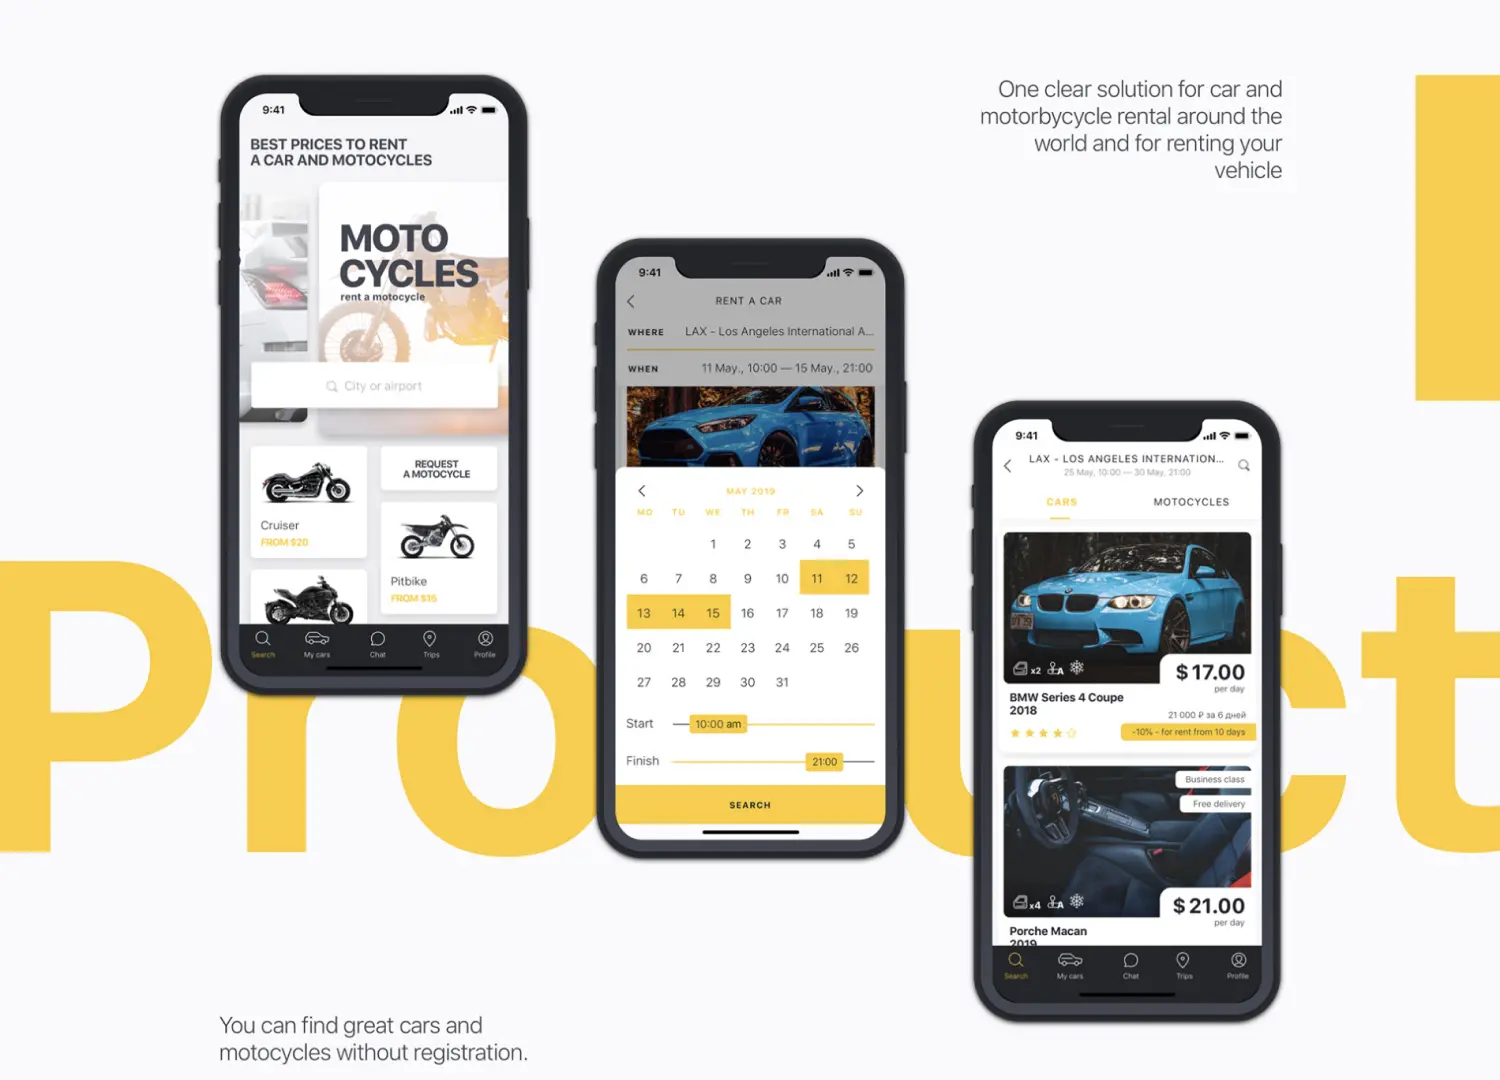 One clear solution for car and
motorbycycle rental around the
world and for renting your
vehicle
Product
9:41
BEST PRICES TO RENT
A CAR AND MOTOCYCLES
MOTO
CYCLES
rent a motocycle
City or airport
Cruiser
FROM $20
REQUEST
A MOTOCYCLE
Pitbike
FROM $15
Search My cars Chat Trips Profile
9:41
RENT A CAR
WHERE LAX - Los Angeles International A...
WHEN 11 May., 10:00 — 15 May., 21:00
MAY 2019
MO TU WE TH FR SA SU
1 2 3 4 5
6 7 8 9 10 11 12
13 14 15 16 17 18 19
20 21 22 23 24 25 26
27 28 29 30 31
Start 10:00 am
Finish 21:00
SEARCH
9:41
LAX - LOS ANGELES INTERNATION...
25 May, 10:00 — 30 May, 21:00
CARS MOTOCYCLES
x2 A
$17.00
per day
BMW Series 4 Coupe
2018
21 000 ₽ за 6 дней
-10% - for rent from 10 days
Business class
Free delivery
x4 A
$21.00
per day
Porche Macan
2019
Search My cars Chat Trips Profile
You can find great cars and
motocycles without registration.